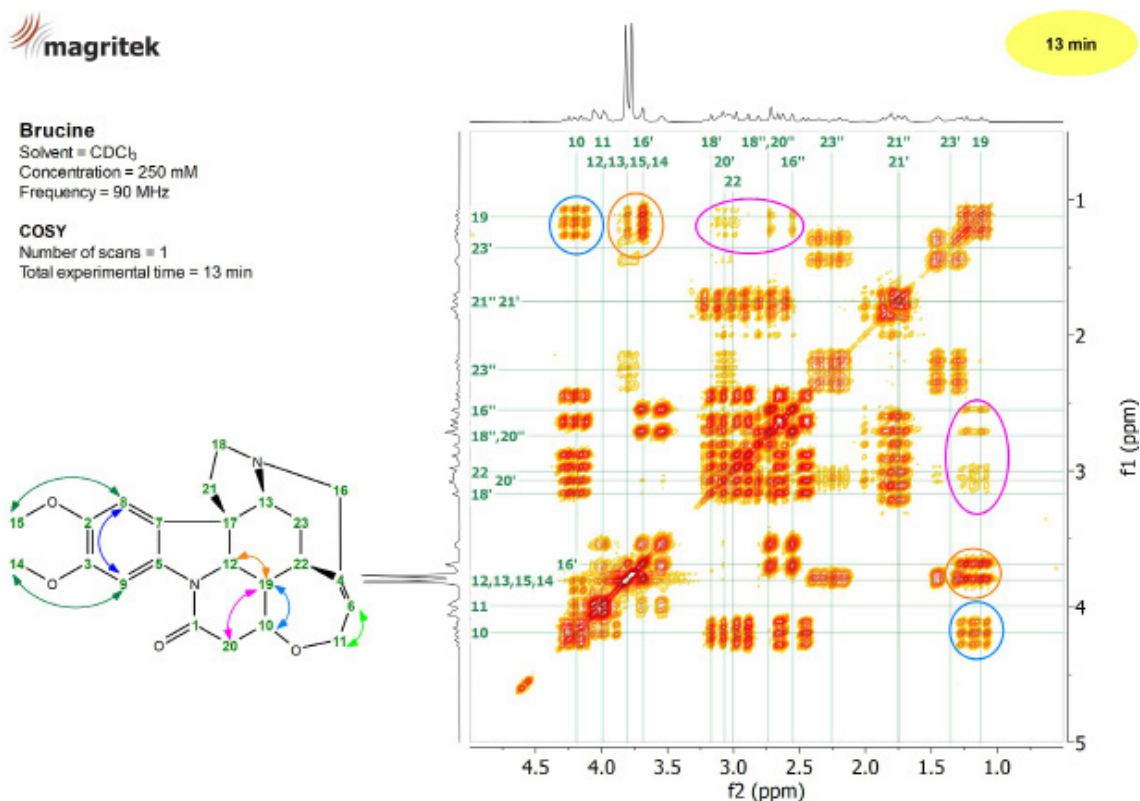 magritek
13 min
Brucine
Solvent = CDCl₃
Concentration = 250 mM
Frequency = 90 MHz
COSY
Number of scans = 1
Total experimental time = 13 min
10 11 16' 18' 18'',20'' 23'' 21'' 23' 19
12,13,15,14 20' 16'' 21'
22
19
23'
21'' 21'
23''
16''
18'',20''
22 20'
18'
16'
12,13,15,14
11
10
1
2
3
4
5
f1 (ppm)
4.5 4.0 3.5 3.0 2.5 2.0 1.5 1.0
f2 (ppm)
18
N
21 13 16
15 O 8 7 17 23
2 12 22
14 3 5 19 4
O 9 N 6
1 10
O 20 O 11